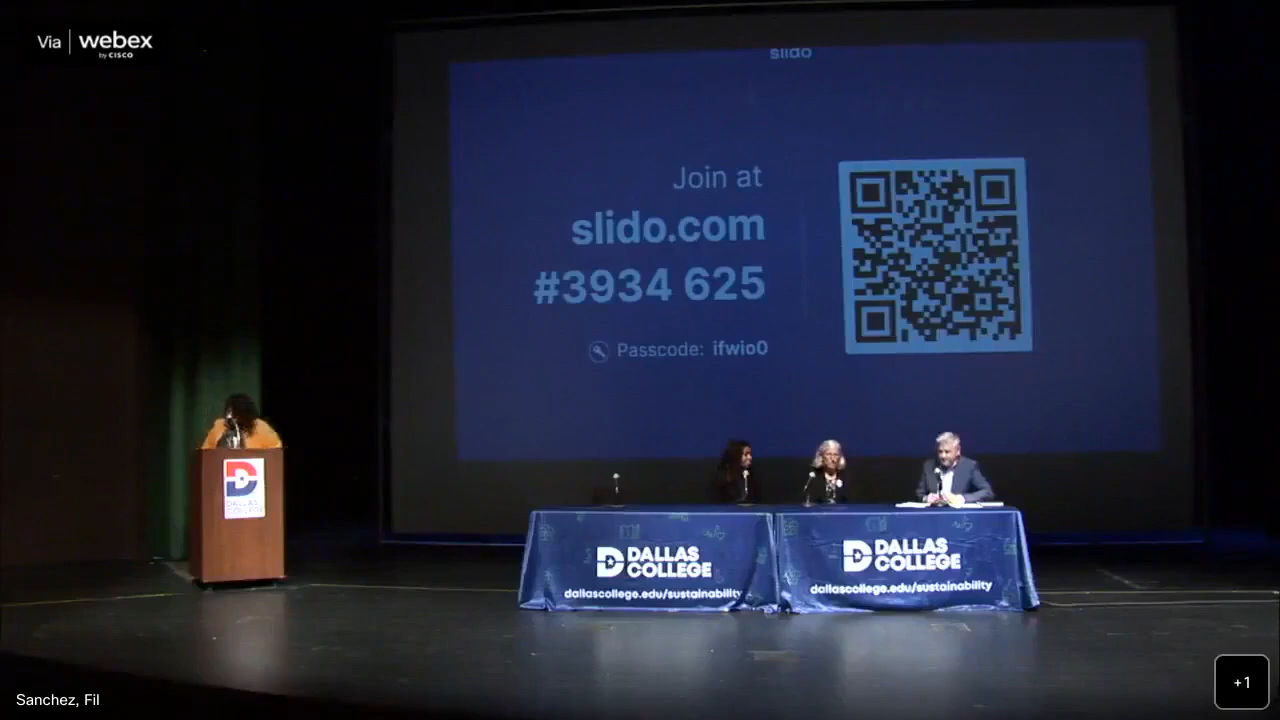 Via webex
by CISCO
slido
Join at
slido.com
#3934 625
Passcode: ifwio0
DALLAS
COLLEGE
DALLAS
COLLEGE
dallascollege.edu/sustainability
DALLAS
COLLEGE
dallascollege.edu/sustainability
Sanchez, Fil
+1